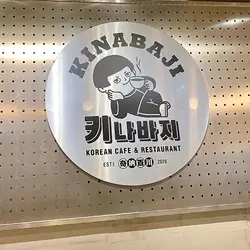 KINABAJI
키나바지
KOREAN CAFE & RESTAURANT
ESTD 2020